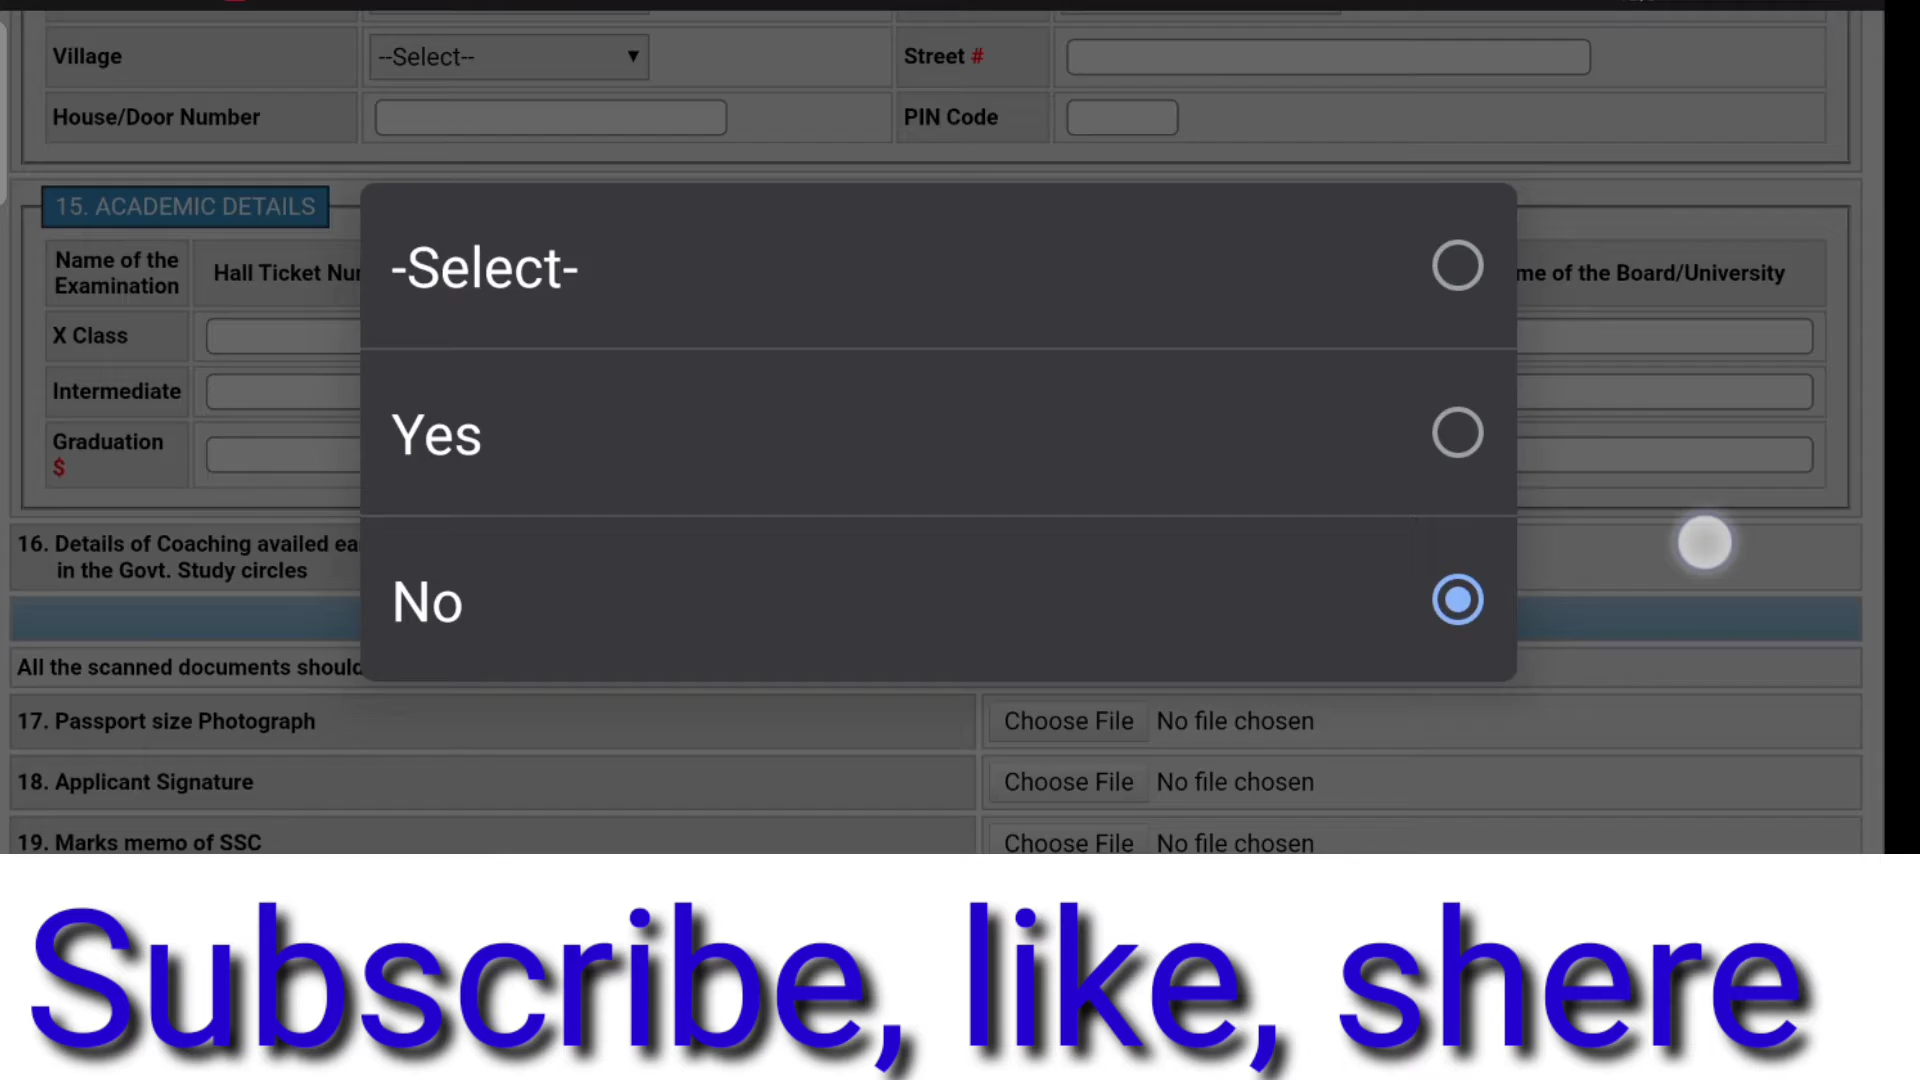 Village --Select-- Street #
House/Door Number PIN Code
15. ACADEMIC DETAILS
Name of the Examination Hall Ticket Nu me of the Board/University
X Class
Intermediate
Graduation $
-Select-
Yes
No
16. Details of Coaching availed ea
in the Govt. Study circles
All the scanned documents should
17. Passport size Photograph Choose File No file chosen
18. Applicant Signature Choose File No file chosen
19. Marks memo of SSC Choose File No file chosen
Subscribe, like, shere